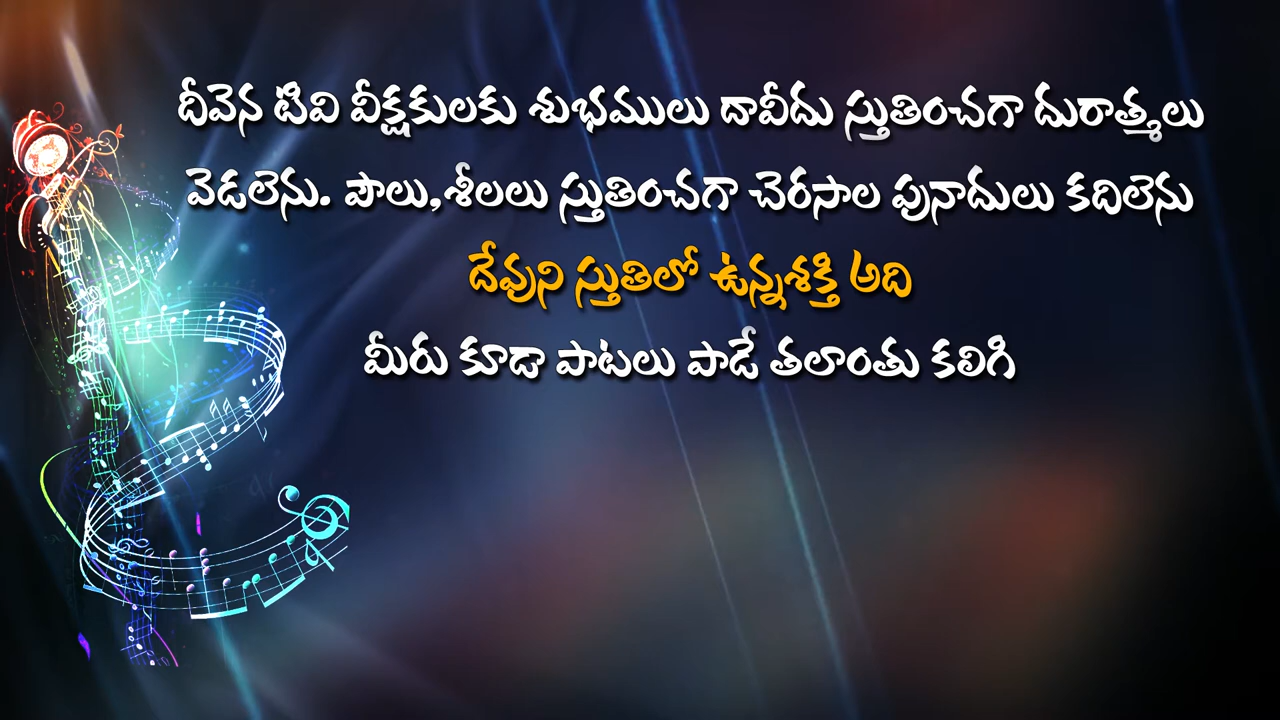 దీవెన టివి వీక్షకులకు శుభములు దావీదు స్తుతించగా దురాత్మలు
వెడలెను. పౌలు,శీలలు స్తుతించగా చెరసాల పునాదులు కదిలెను
దేవుని స్తుతిలో ఉన్నశక్తి అది
మీరు కూడా పాటలు పాడే తలాంతు కలిగి